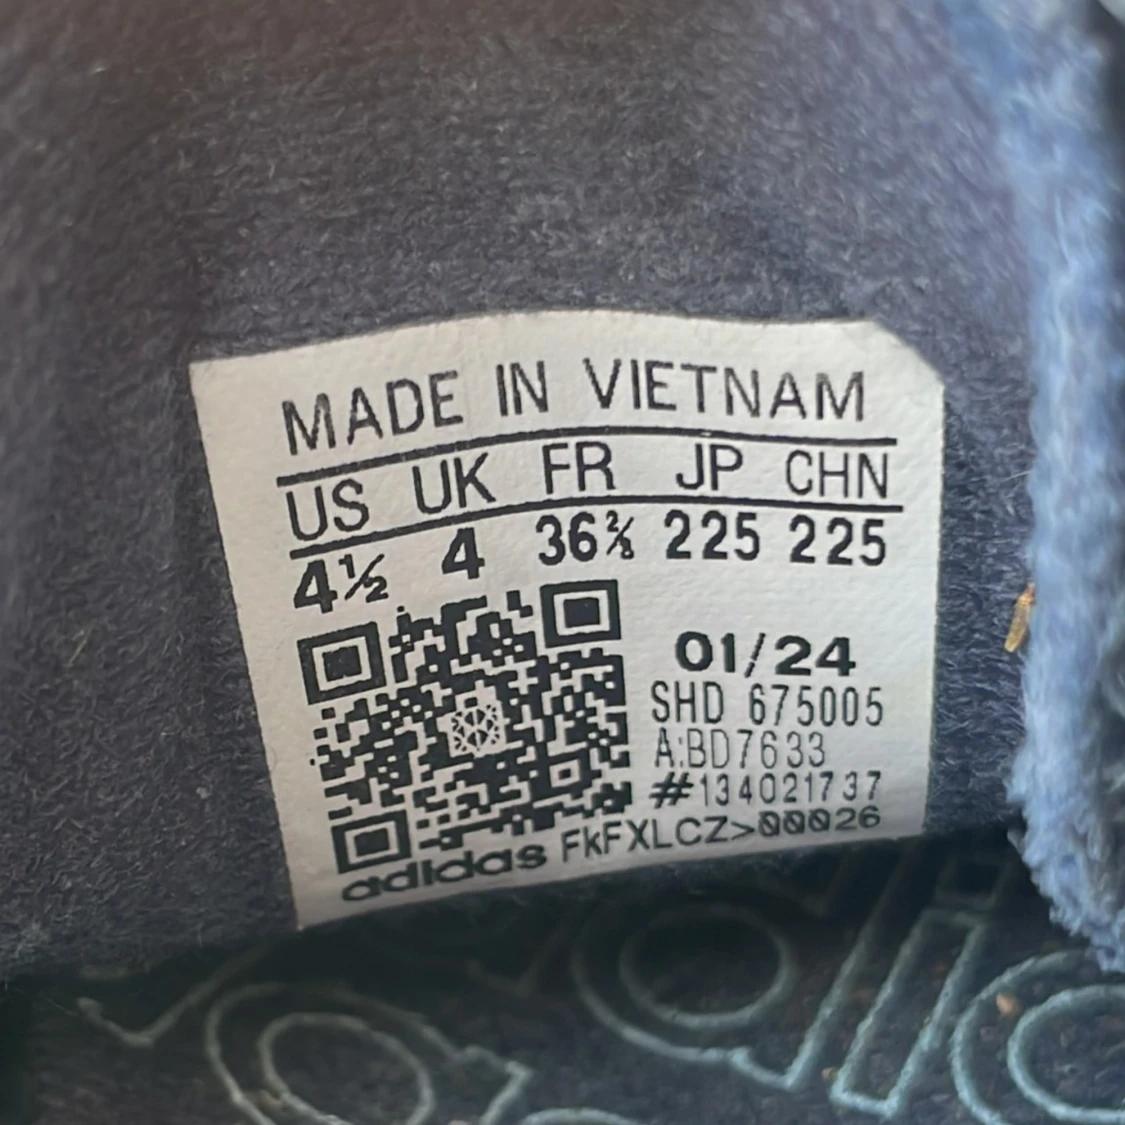 MADE IN VIETNAM
US UK FR JP CHN
4½ 4 36⅔ 225 225
01/24
SHD 675005
A:BD7633
#134021737
adidas FkFXLCZ>00026